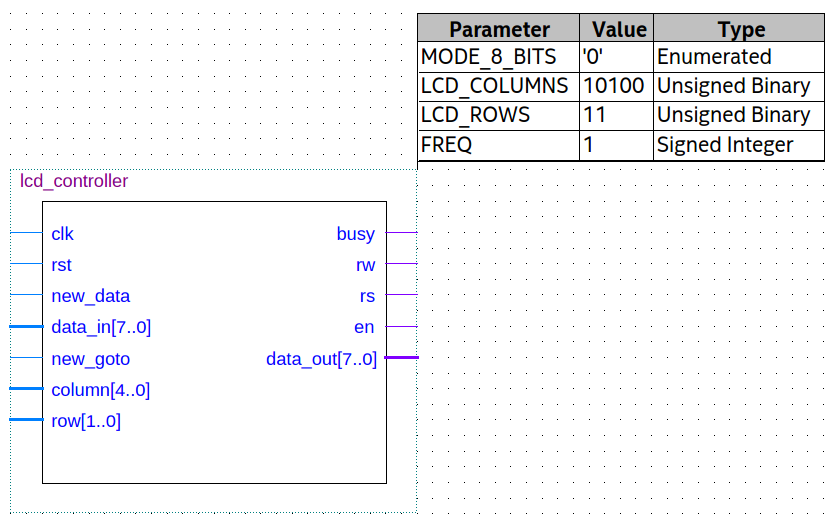 Parameter Value Type
MODE_8_BITS '0' Enumerated
LCD_COLUMNS 10100 Unsigned Binary
LCD_ROWS 11 Unsigned Binary
FREQ 1 Signed Integer
lcd_controller
clk busy
rst rw
new_data rs
data_in[7..0] en
new_goto data_out[7..0]
column[4..0]
row[1..0]